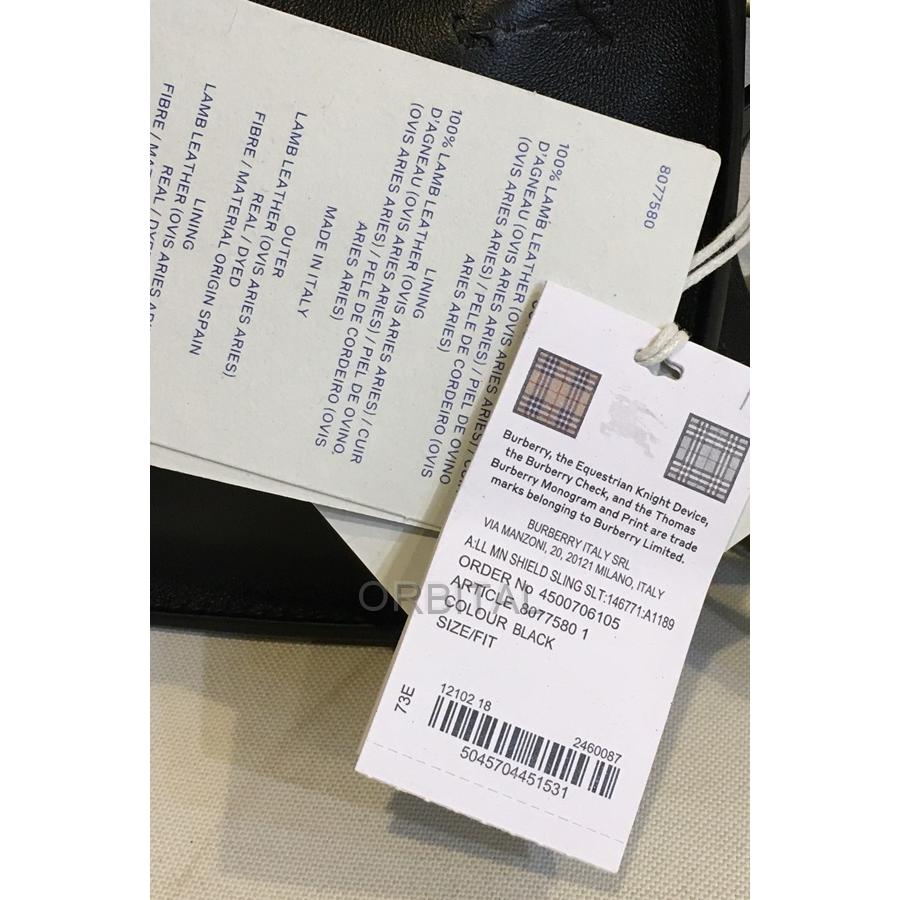 8077580
100% LAMB LEATHER
D'AGNEAU (OVIS ARIES ARIES) / PIEL DE OVINO
(OVIS ARIES ARIES) / PELE DE CORDEIRO (OVIS
ARIES ARIES)
LINING
100% LAMB LEATHER (OVIS ARIES ARIES) / CUIR
D'AGNEAU (OVIS ARIES ARIES) / PIEL DE OVINO
(OVIS ARIES ARIES) / PELE DE CORDEIRO (OVIS
ARIES ARIES)
MADE IN ITALY
OUTER
LAMB LEATHER (OVIS ARIES ARIES)
REAL / DYED
FIBRE / MATERIAL ORIGIN SPAIN
LINING
LAMB LEATHER (OVIS ARIES
REAL / DYED
FIBRE /
Burberry, the Equestrian Knight Device,
the Burberry Check, and the Thomas
Burberry Monogram and Print are trade
marks belonging to Burberry Limited.
BURBERRY ITALY SRL
VIA MANZONI, 20, 20121 MILANO, ITALY
A:LL MN SHIELD SLING SLT:146771:A1189
ORDER No 45007061105
ARTICLE 8077580 1
COLOUR BLACK
SIZE/FIT
73E
12102 18
2460087
5045704451531
ORBITAL